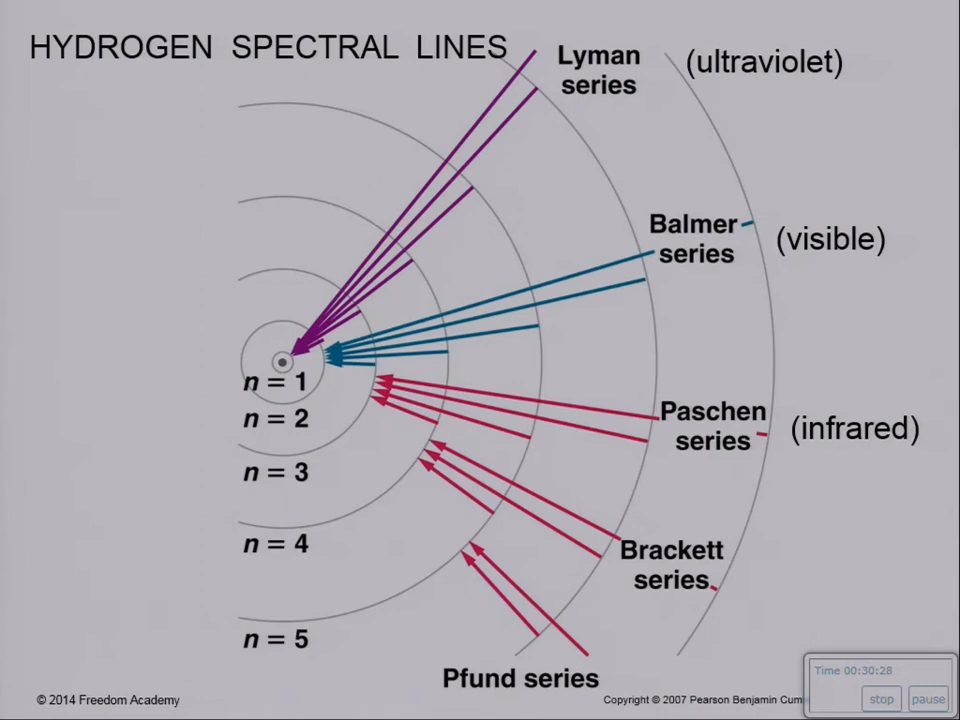 HYDROGEN SPECTRAL LINES
Lyman
series
(ultraviolet)
Balmer
series
(visible)
n = 1
n = 2
n = 3
n = 4
n = 5
Paschen
series
(infrared)
Brackett
series
Pfund series
Time 00:30:28
stop
pause
© 2014 Freedom Academy
Copyright © 2007 Pearson Benjamin